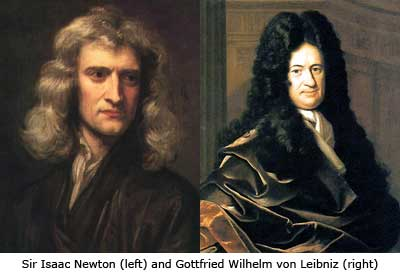 Sir Isaac Newton (left) and Gottfried Wilhelm von Leibniz (right)